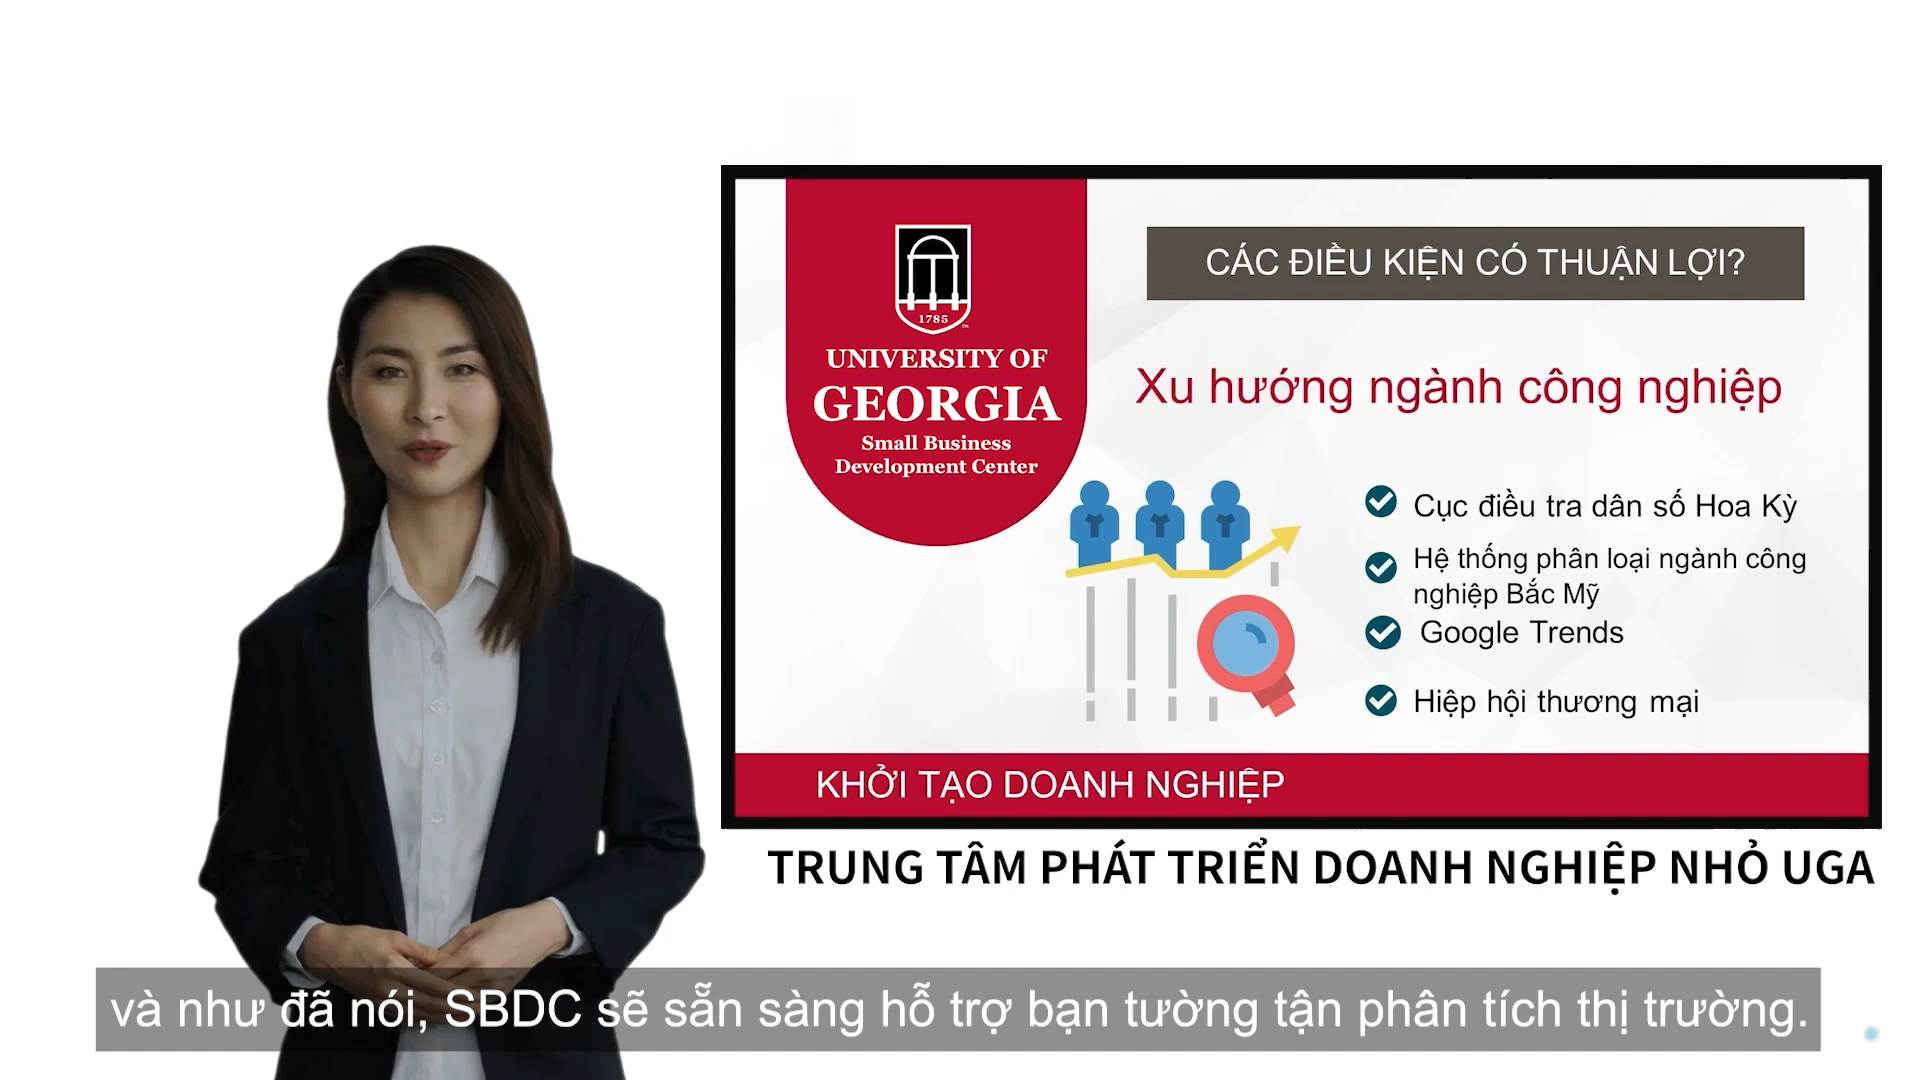 1785
UNIVERSITY OF
GEORGIA
Small Business
Development Center
CÁC ĐIỀU KIỆN CÓ THUẬN LỢI?
Xu hướng ngành công nghiệp
Cục điều tra dân số Hoa Kỳ
Hệ thống phân loại ngành công
nghiệp Bắc Mỹ
Google Trends
Hiệp hội thương mại
KHỞI TẠO DOANH NGHIỆP
TRUNG TÂM PHÁT TRIỂN DOANH NGHIỆP NHỎ UGA
và như đã nói, SBDC sẽ sẵn sàng hỗ trợ bạn tường tận phân tích thị trường.